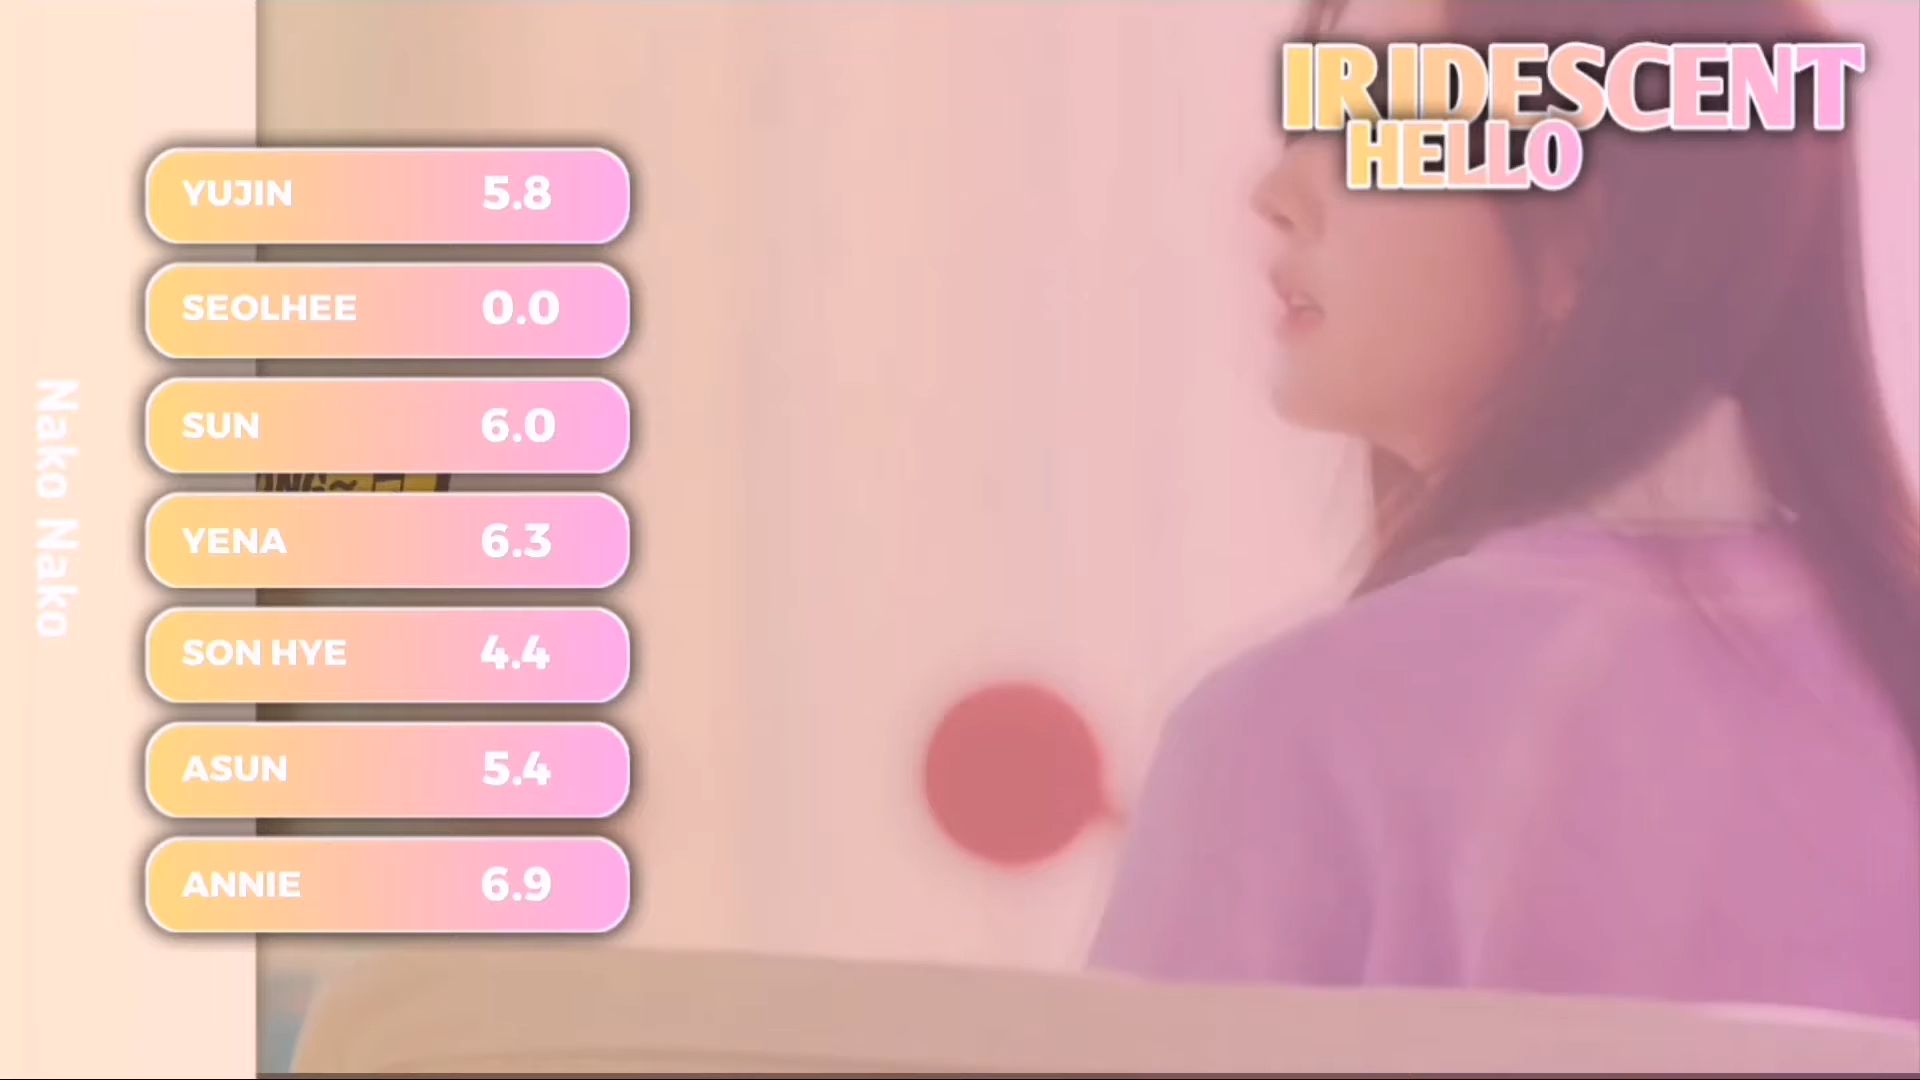 IRIDESCENT
HELLO
YUJIN 5.8
SEOLHEE 0.0
SUN 6.0
YENA 6.3
SON HYE 4.4
ASUN 5.4
ANNIE 6.9
Nako Nako